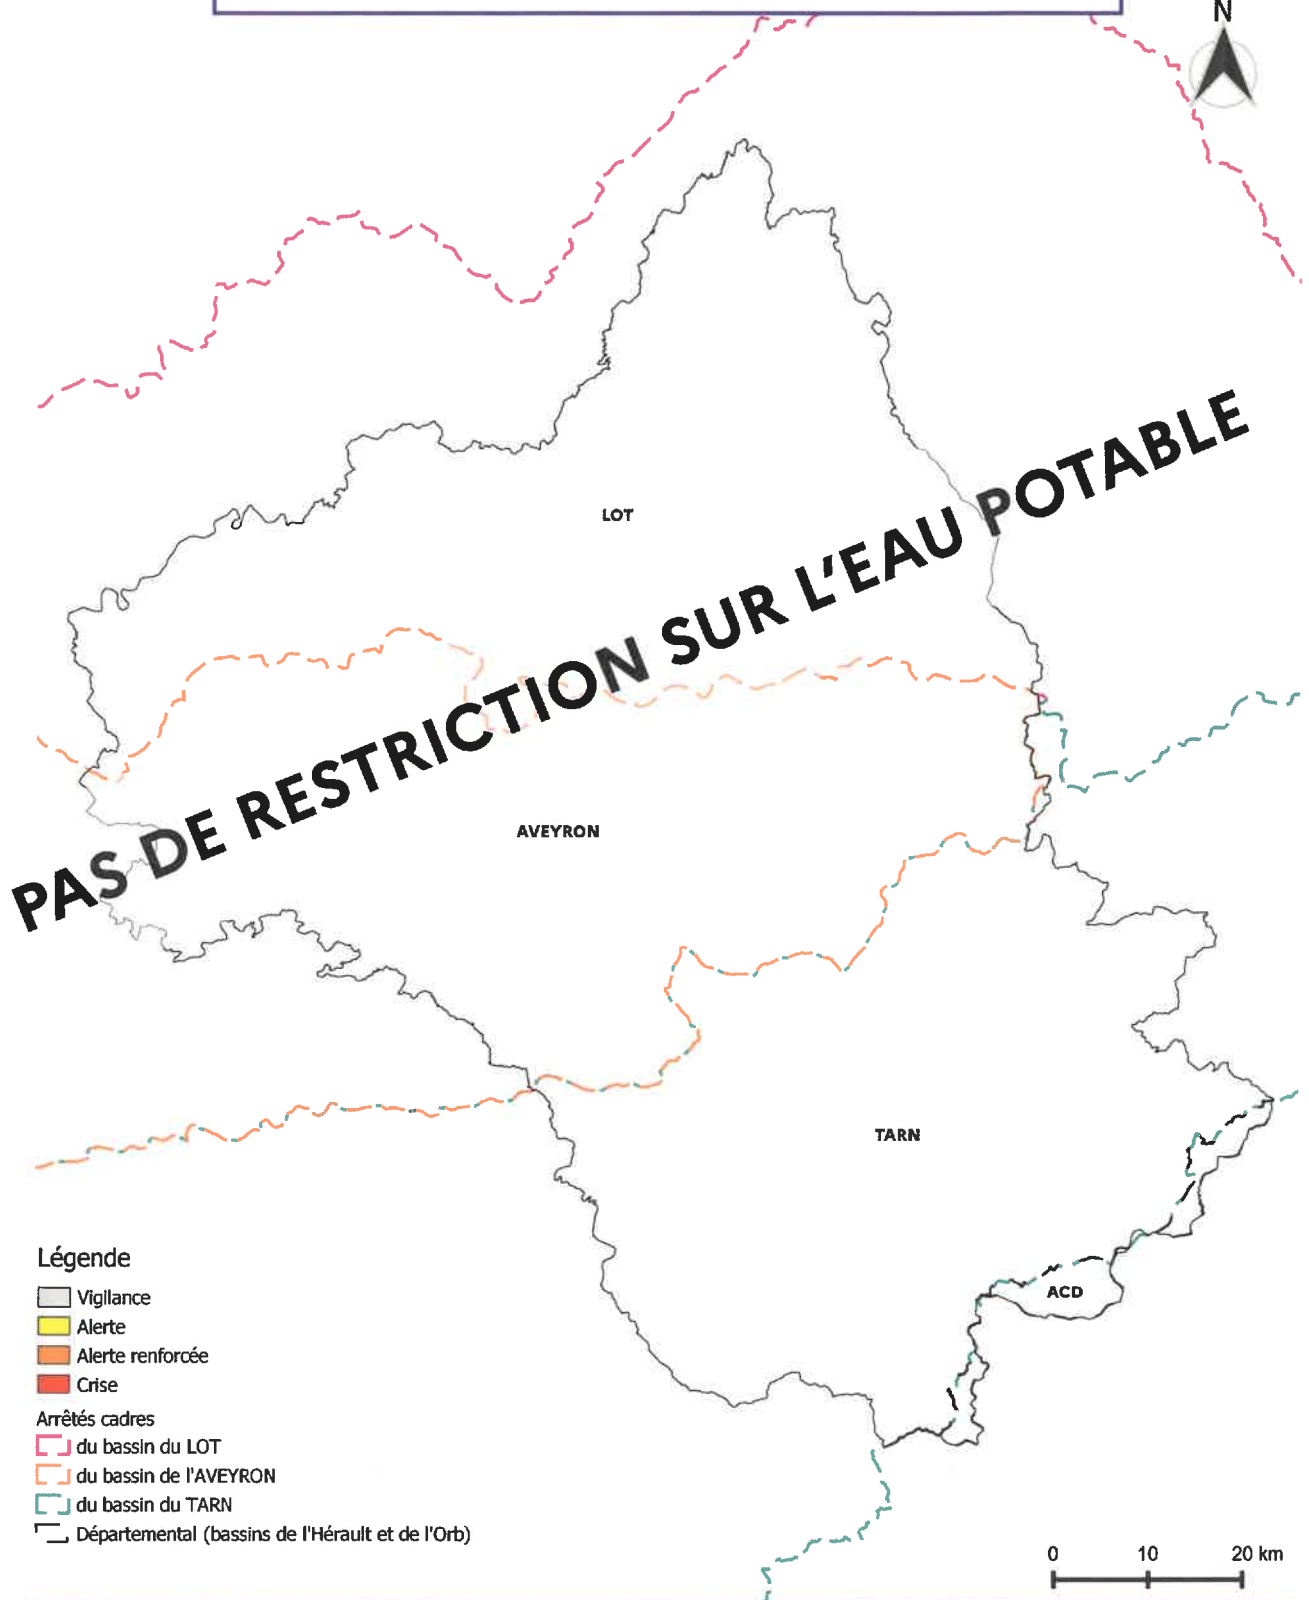 N
LOT
PAS DE RESTRICTION SUR L'EAU POTABLE
AVEYRON
TARN
ACD
Légende
Vigilance
Alerte
Alerte renforcée
Crise
Arrêtés cadres
du bassin du LOT
du bassin de l'AVEYRON
du bassin du TARN
Départemental (bassins de l'Hérault et de l'Orb)
0 10 20 km